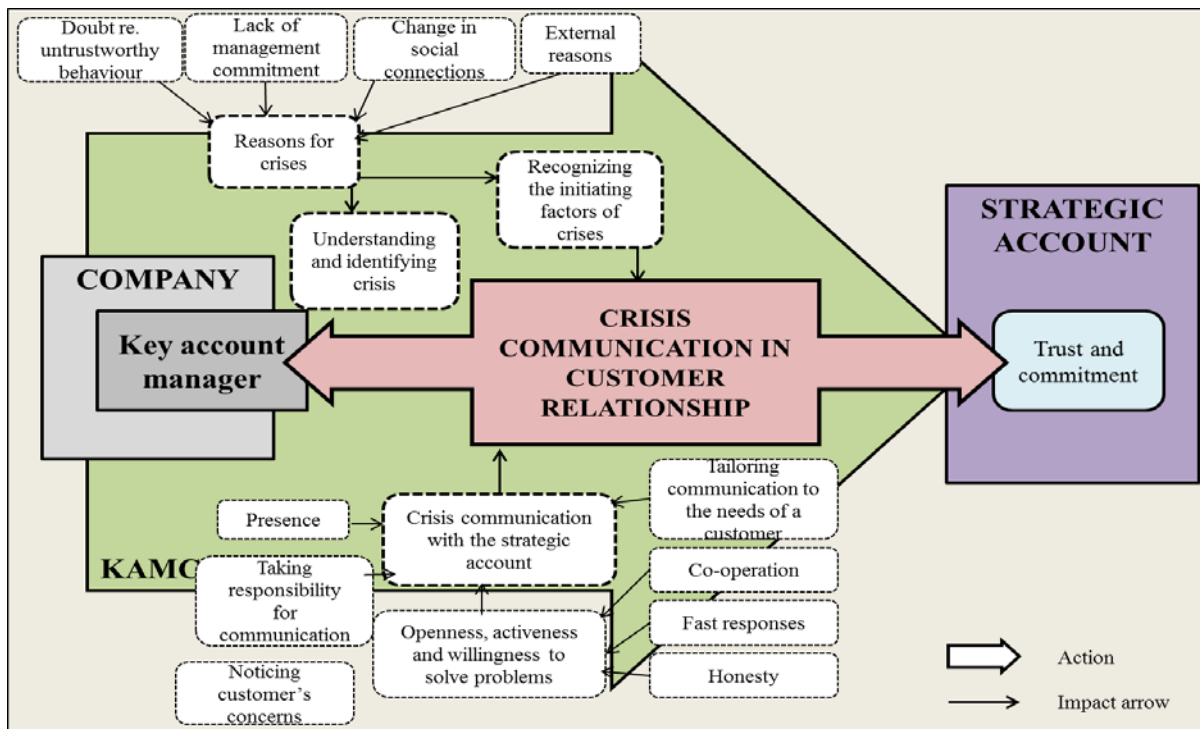 Doubt re.
untrustworthy
behaviour
Lack of
management
commitment
Change in
social
connections
External
reasons
Reasons for
crises
Recognizing
the initiating
factors of
crises
Understanding
and identifying
crisis
COMPANY
Key account
manager
CRISIS
COMMUNICATION IN
CUSTOMER
RELATIONSHIP
STRATEGIC
ACCOUNT
Trust and
commitment
Presence
Crisis communication
with the strategic
account
Tailoring
communication to
the needs of a
customer
KAMC
Taking
responsibility
for
communication
Co-operation
Openness, activeness
and willingness to
solve problems
Fast responses
Honesty
Noticing
customer’s
concerns
Action
Impact arrow